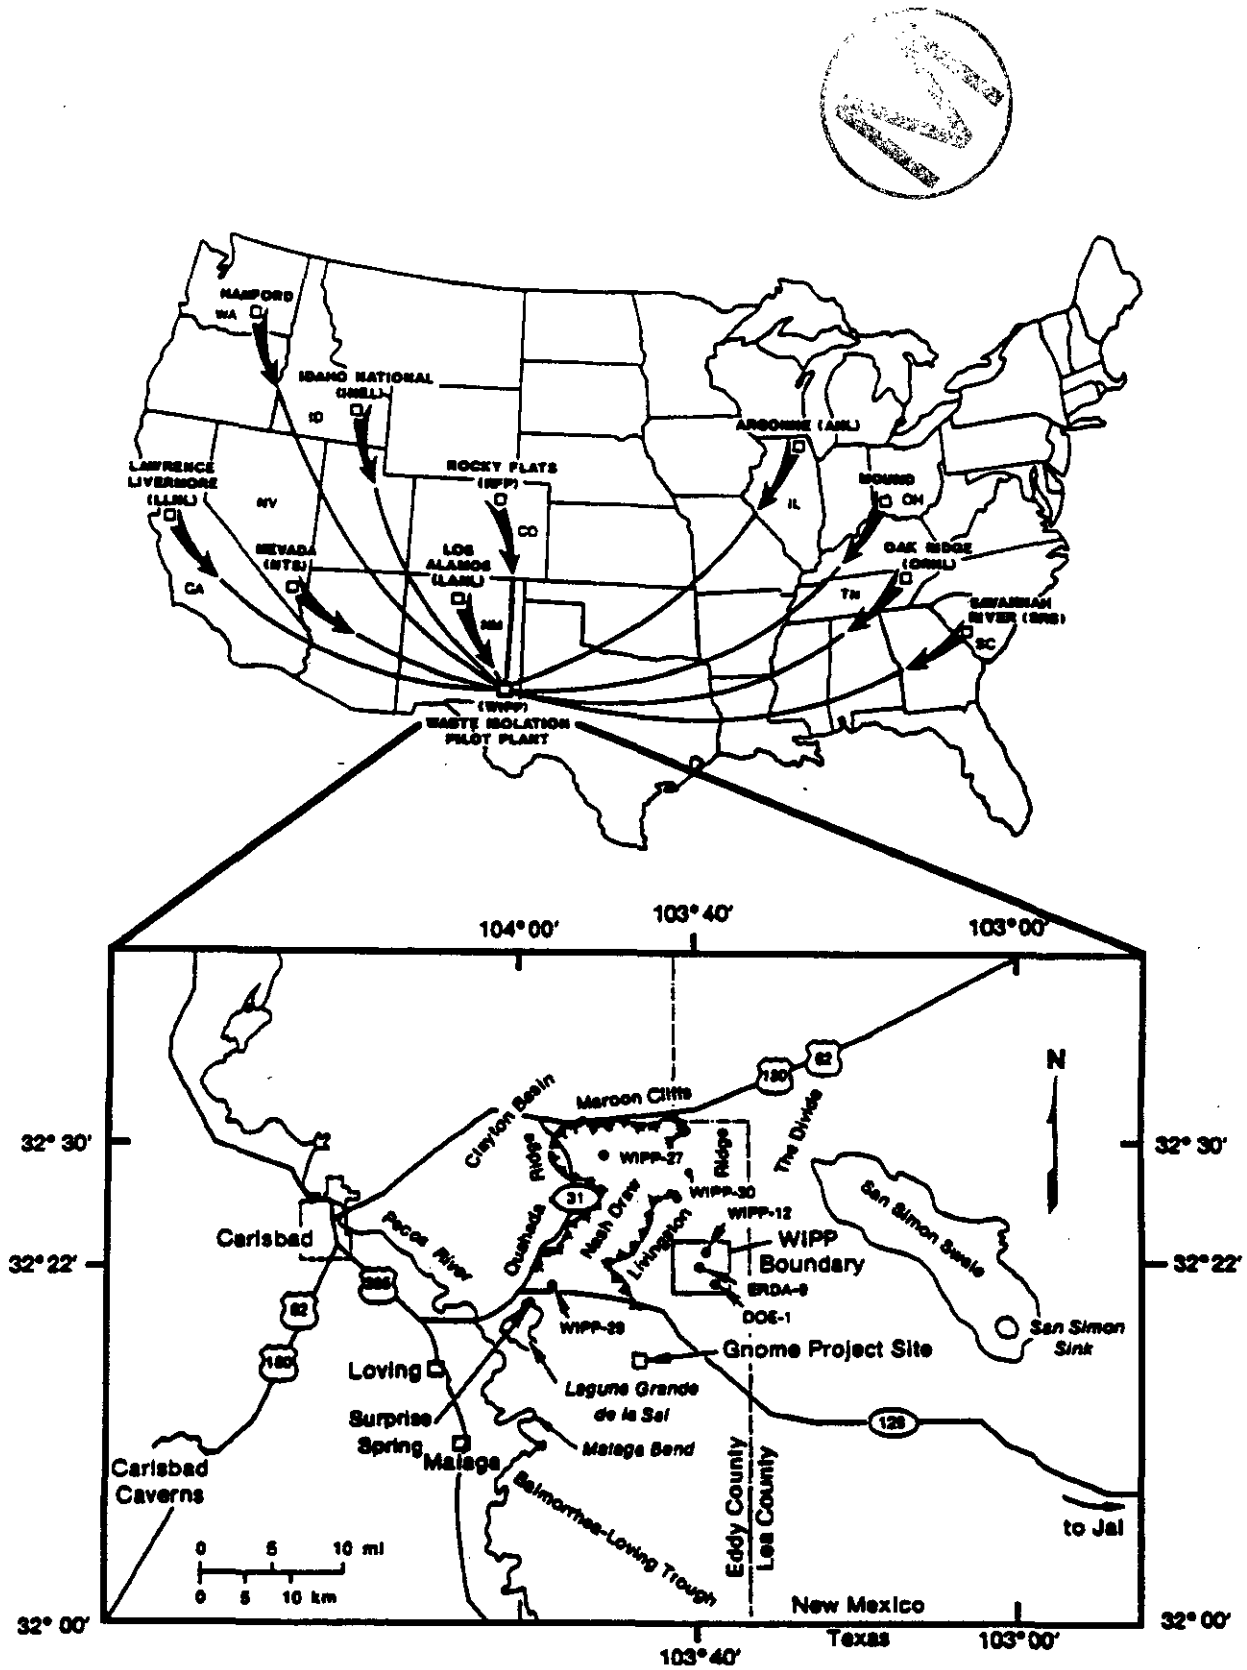 HANFORD
WA
IDAHO NATIONAL
(INEL)
ID
ARGONNE (ANL)
LAWRENCE
LIVERMORE
(LLNL)
ROCKY FLATS
(RFP)
MOUND
NV
IL
OH
CO
NEVADA
(NTS)
LOS
ALAMOS
(LANL)
OAK RIDGE
(ORNL)
CA
TN
SAVANNAH
RIVER (SRS)
NM
SC
(WIPP)
WASTE ISOLATION
PILOT PLANT
104° 00′
103° 40′
103° 00′
N
62
180
Clayton Basin
Maroon Cliffs
The Divide
32° 30′
32° 30′
Ridge
WIPP-27
Ridge
31
WIPP-30
San Simon Swale
Carlsbad
Pecos River
Quahada
Nash Draw
Livingston
WIPP-12
WIPP
Boundary
32° 22′
32° 22′
285
ERDA-9
62
DOE-1
WIPP-29
San Simon
Sink
180
Loving
Gnome Project Site
Laguna Grande
de la Sal
Surprise
Spring
128
Malaga Bend
Malaga
Carlsbad
Caverns
Balmorrhea-Loving Trough
Eddy County
Lea County
to Jal
0 5 10 mi
0 5 10 km
New Mexico
Texas
32° 00′
32° 00′
103° 40′
103° 00′